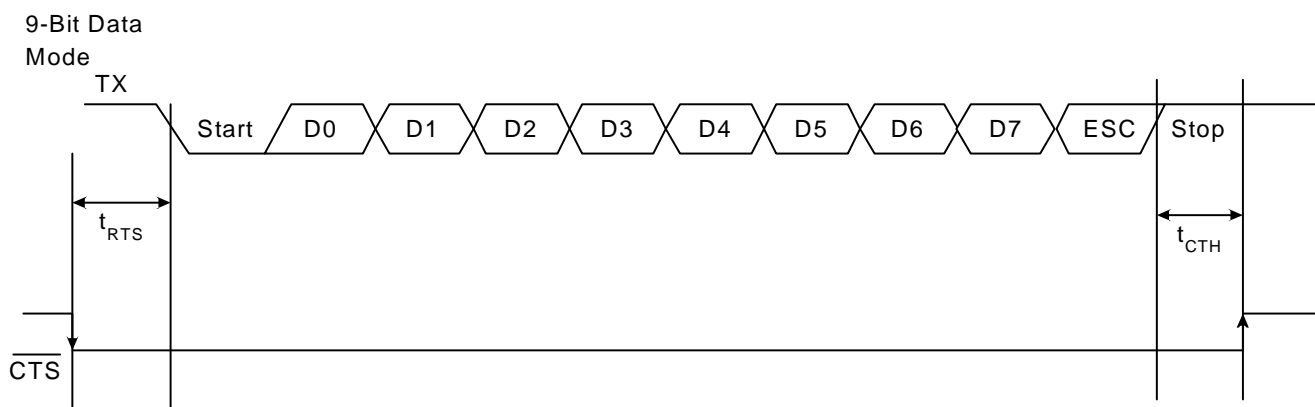 9-Bit Data
Mode
TX
Start D0 D1 D2 D3 D4 D5 D6 D7 ESC Stop
tRTS
tCTH
CTS